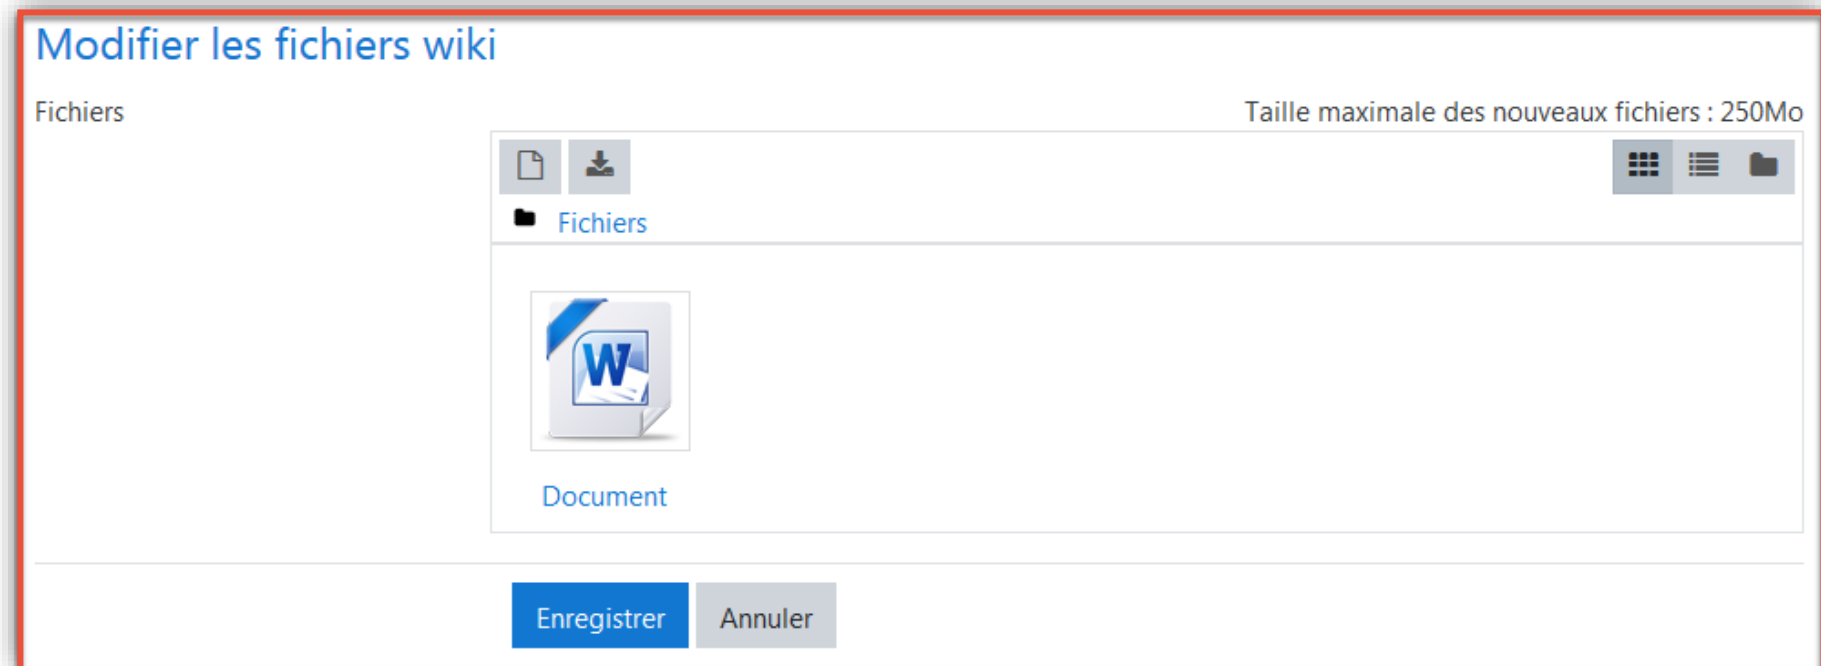 Modifier les fichiers wiki
Fichiers
Taille maximale des nouveaux fichiers : 250Mo
Fichiers
W
Document
Enregistrer Annuler